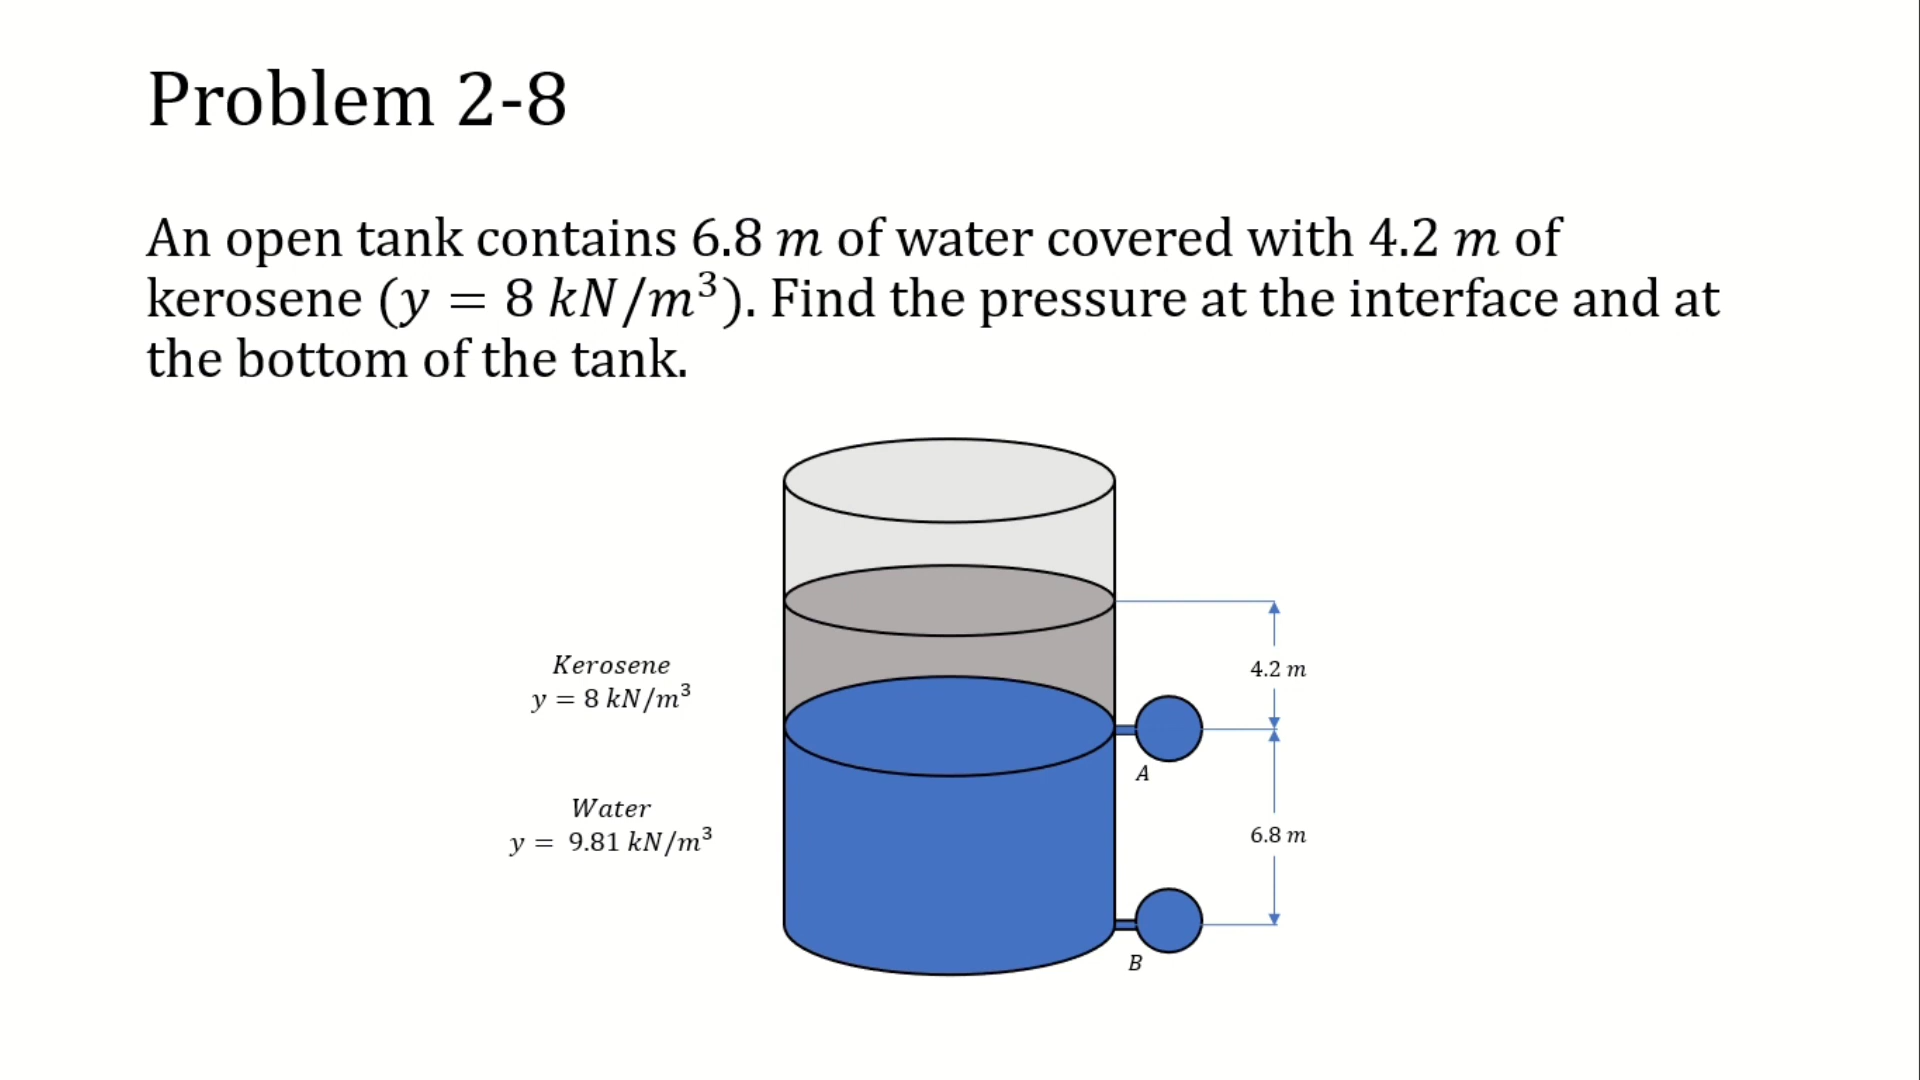 Problem 2-8
An open tank contains 6.8 m of water covered with 4.2 m of
kerosene (y = 8 kN/m³). Find the pressure at the interface and at
the bottom of the tank.
Kerosene
y = 8 kN/m³
4.2 m
A
Water
y = 9.81 kN/m³
6.8 m
B